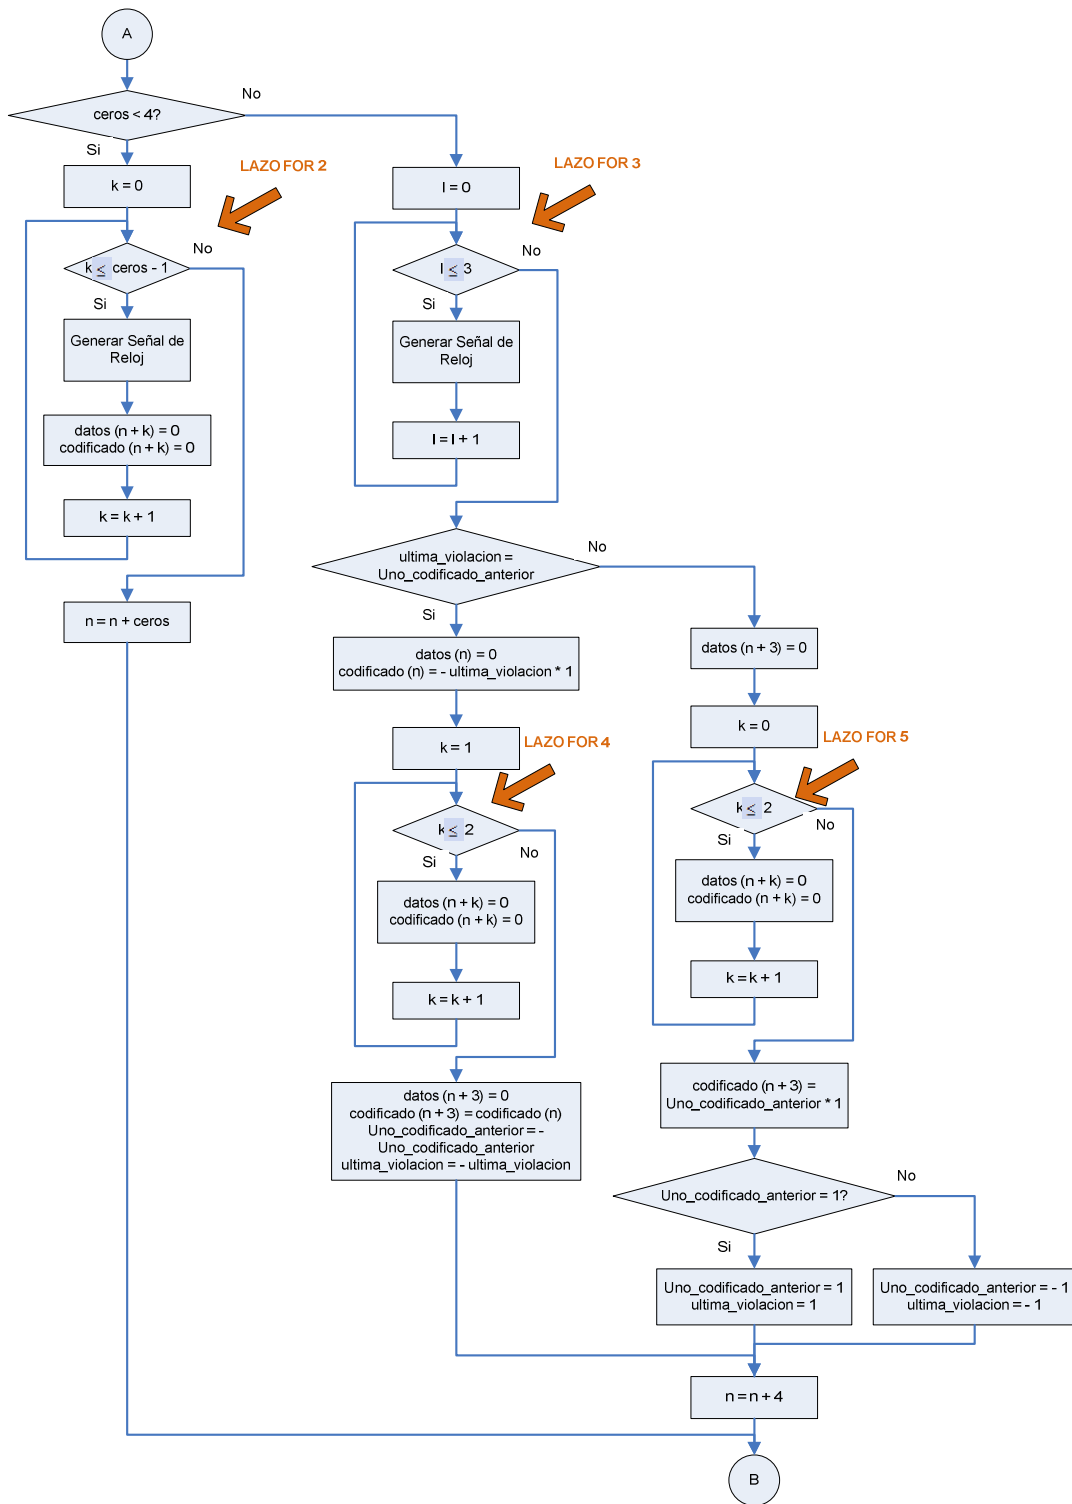 A
ceros < 4?
No
Si
k = 0
LAZO FOR 2
k ≤ ceros - 1
No
Si
Generar Señal de
Reloj
datos (n + k) = 0
codificado (n + k) = 0
k = k + 1
n = n + ceros
l = 0
LAZO FOR 3
l ≤ 3
No
Si
Generar Señal de
Reloj
l = l + 1
ultima_violacion =
Uno_codificado_anterior
No
Si
datos (n) = 0
codificado (n) = - ultima_violacion * 1
k = 1
LAZO FOR 4
k ≤ 2
No
Si
datos (n + k) = 0
codificado (n + k) = 0
k = k + 1
datos (n + 3) = 0
codificado (n + 3) = codificado (n)
Uno_codificado_anterior = -
Uno_codificado_anterior
ultima_violacion = - ultima_violacion
datos (n + 3) = 0
k = 0
LAZO FOR 5
k ≤ 2
No
Si
datos (n + k) = 0
codificado (n + k) = 0
k = k + 1
codificado (n + 3) =
Uno_codificado_anterior * 1
Uno_codificado_anterior = 1?
No
Si
Uno_codificado_anterior = 1
ultima_violacion = 1
Uno_codificado_anterior = - 1
ultima_violacion = - 1
n = n + 4
B